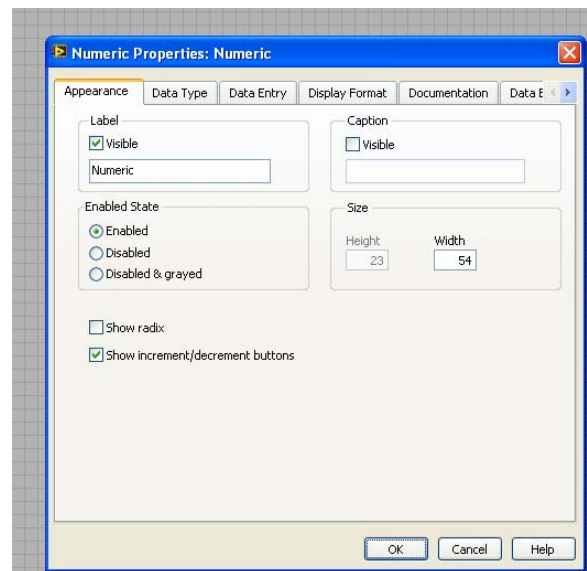 Numeric Properties: Numeric
Appearance Data Type Data Entry Display Format Documentation Data
Label
Visible
Numeric
Caption
Visible
Enabled State
Enabled
Disabled
Disabled & grayed
Size
Height Width
23 54
Show radix
Show increment/decrement buttons
OK Cancel Help